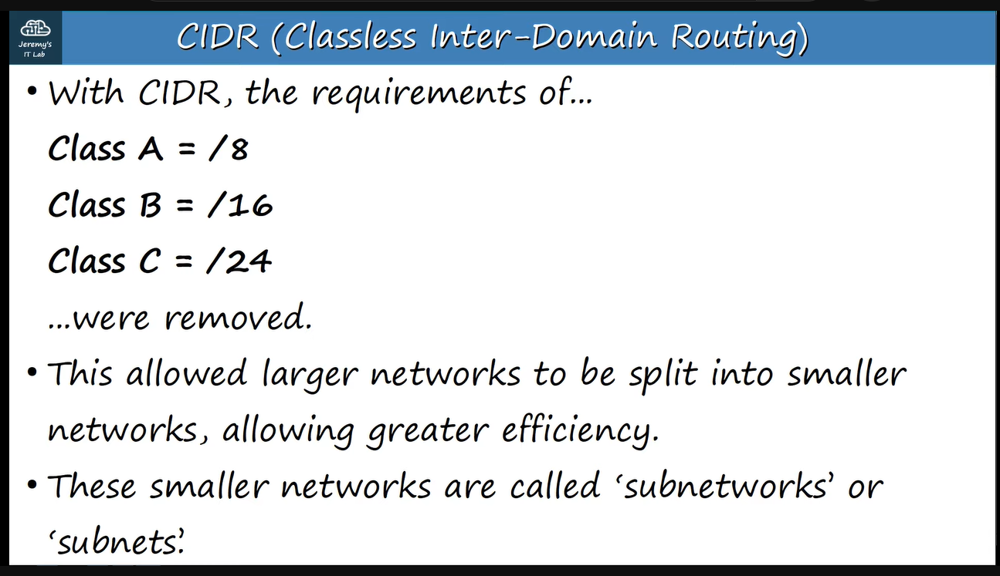 Jeremy's
IT Lab
CIDR (Classless Inter-Domain Routing)
• With CIDR, the requirements of...
Class A = /8
Class B = /16
Class C = /24
...were removed.
• This allowed larger networks to be split into smaller
networks, allowing greater efficiency.
• These smaller networks are called ‘subnetworks’ or
‘subnets’.